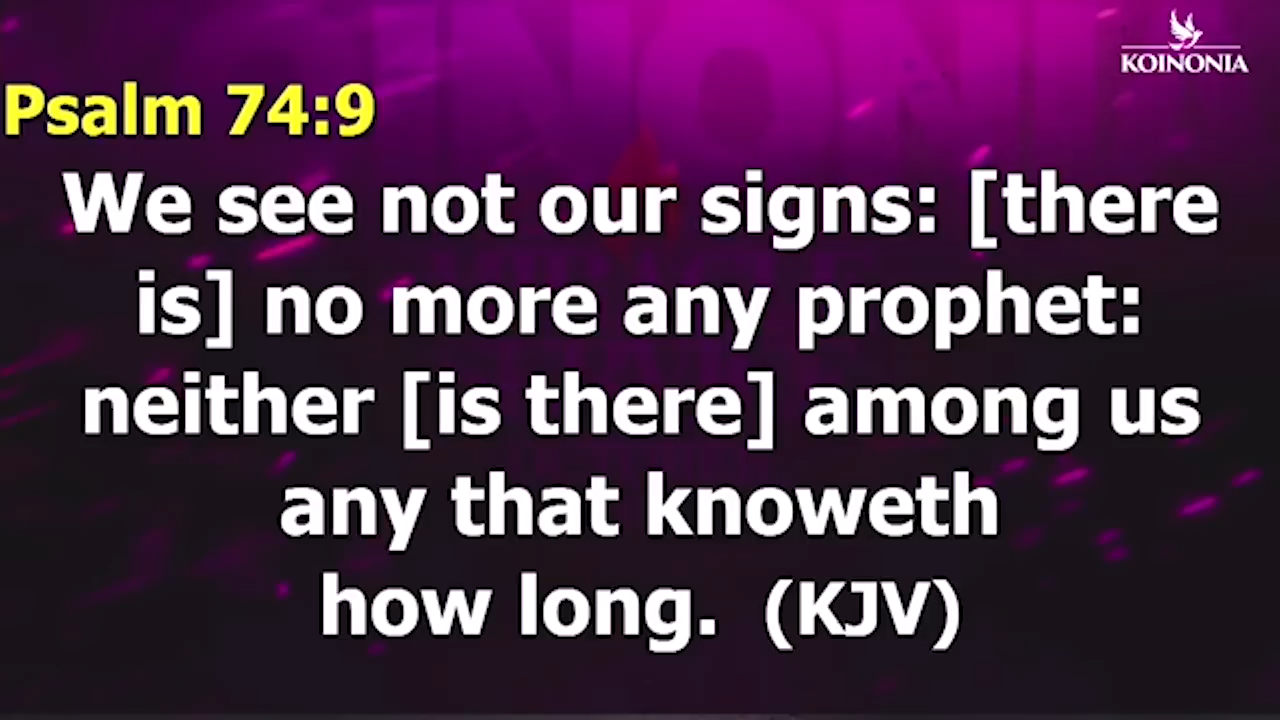 KOINONIA
Psalm 74:9
We see not our signs: [there
is] no more any prophet:
neither [is there] among us
any that knoweth
how long.  (KJV)